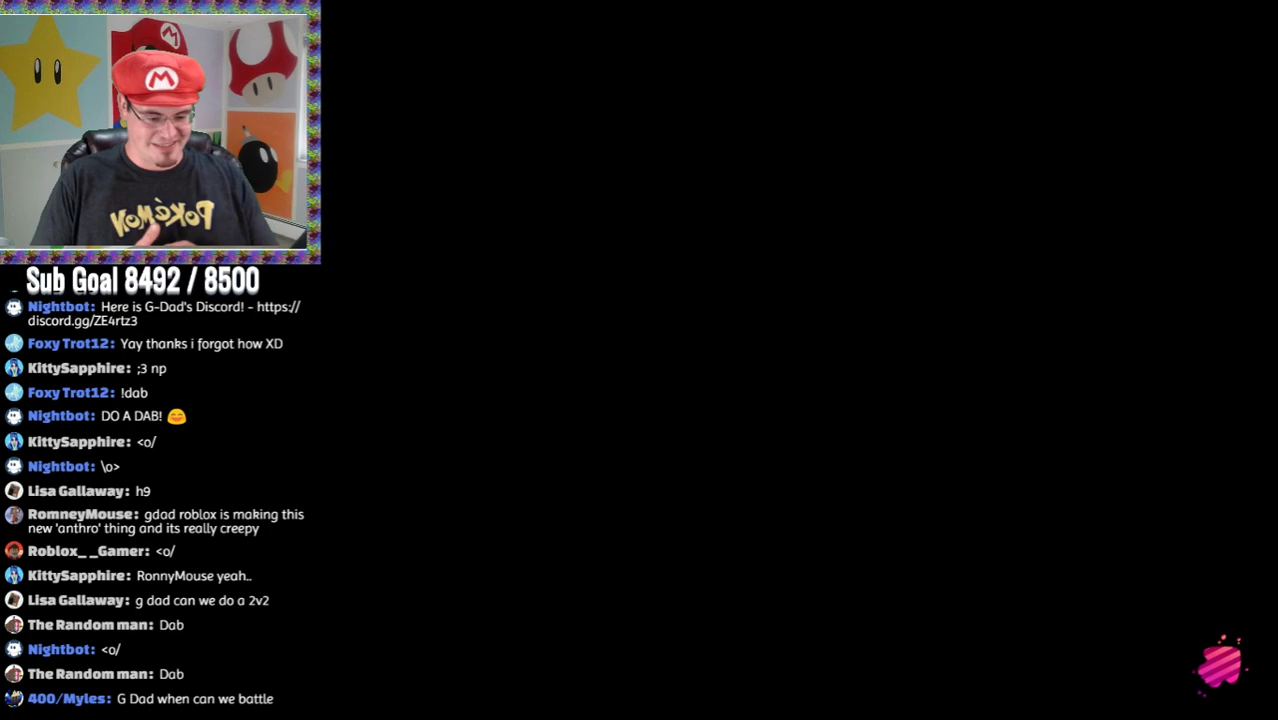 M
M
POKéMON
Sub Goal 8492 / 8500
Nightbot: Here is G-Dad's Discord! - https://
discord.gg/ZE4rtz3
Foxy Trot12: Yay thanks i forgot how XD
KittySapphire: ;3 np
Foxy Trot12: !dab
Nightbot: DO A DAB! 🤗
KittySapphire: <o/
Nightbot: \o>
Lisa Gallaway: h9
RomneyMouse: gdad roblox is making this
new 'anthro' thing and its really creepy
Roblox_ _Gamer: <o/
KittySapphire: RonnyMouse yeah..
Lisa Gallaway: g dad can we do a 2v2
The Random man: Dab
Nightbot: <o/
The Random man: Dab
400/Myles: G Dad when can we battle